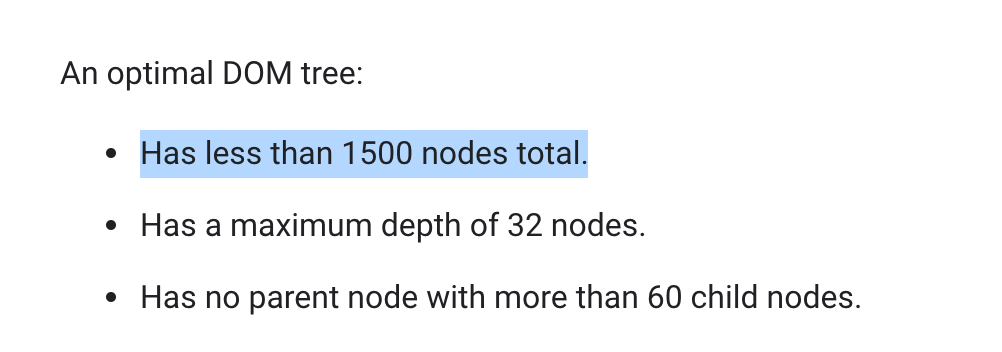 An optimal DOM tree:
• Has less than 1500 nodes total.
• Has a maximum depth of 32 nodes.
• Has no parent node with more than 60 child nodes.